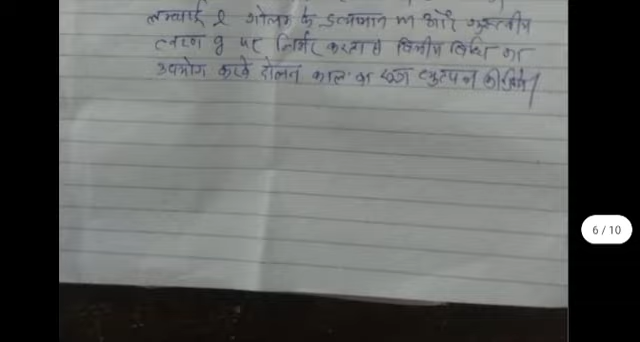 लम्बाई l गोलक के द्रव्यमान m और गुरुत्वीय
त्वरण g पर निर्भर करता है विमीय विधि का
उपयोग करके दोलन काल का सूत्र व्युत्पन्न कीजिये।
6 / 10